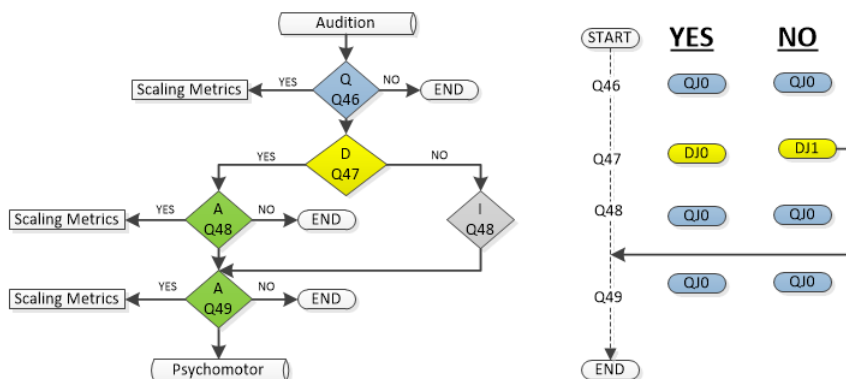 Audition
Q
Q46
YES
NO
Scaling Metrics
END
D
Q47
YES
NO
A
Q48
YES
NO
Scaling Metrics
END
I
Q48
A
Q49
YES
NO
Scaling Metrics
END
Psychomotor
START
YES
NO
Q46
QJ0
QJ0
Q47
DJ0
DJ1
Q48
QJ0
QJ0
Q49
QJ0
QJ0
END